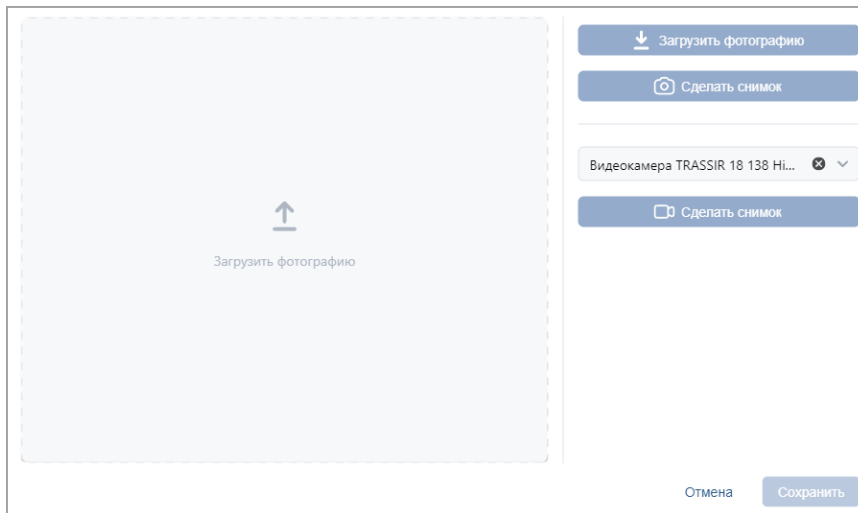 Загрузить фотографию
Загрузить фотографию
Сделать снимок
Видеокамера TRASSIR 18 138 Hi...
Сделать снимок
Отмена
Сохранить